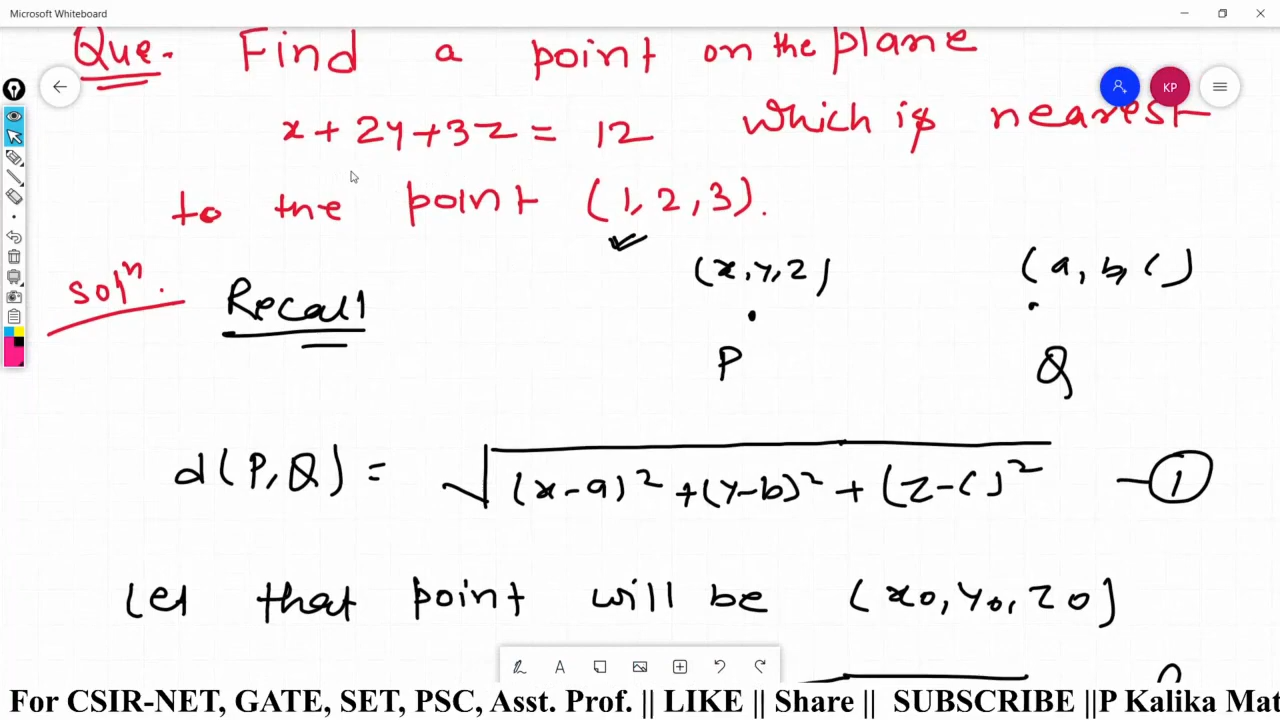 Microsoft Whiteboard
Que. Find a point on the plane
x + 2y + 3z = 12 which is nearest
to the point (1, 2, 3).
KP
Solⁿ. Recall
(x, y, z) (a, b, c)
P Q
d(P, Q) = √(x-a)² + (y-b)² + (z-c)² — ①
Let that point will be (x0, y0, z0)
For CSIR-NET, GATE, SET, PSC, Asst. Prof. || LIKE || Share || SUBSCRIBE ||P Kalika Mat